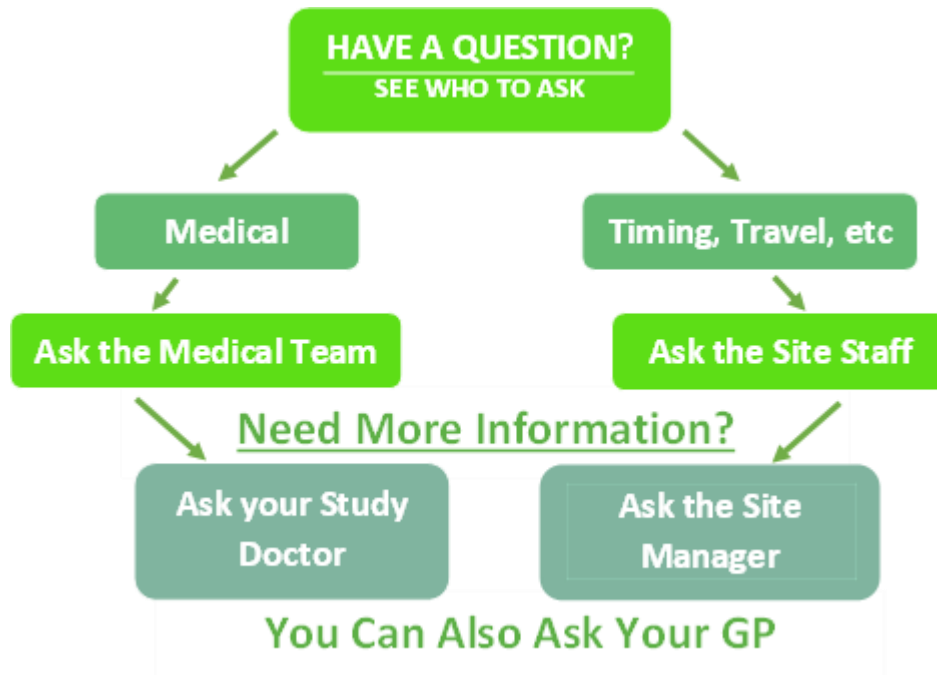 HAVE A QUESTION?
SEE WHO TO ASK
Medical
Timing, Travel, etc
Ask the Medical Team
Ask the Site Staff
Need More Information?
Ask your Study
Doctor
Ask the Site
Manager
You Can Also Ask Your GP